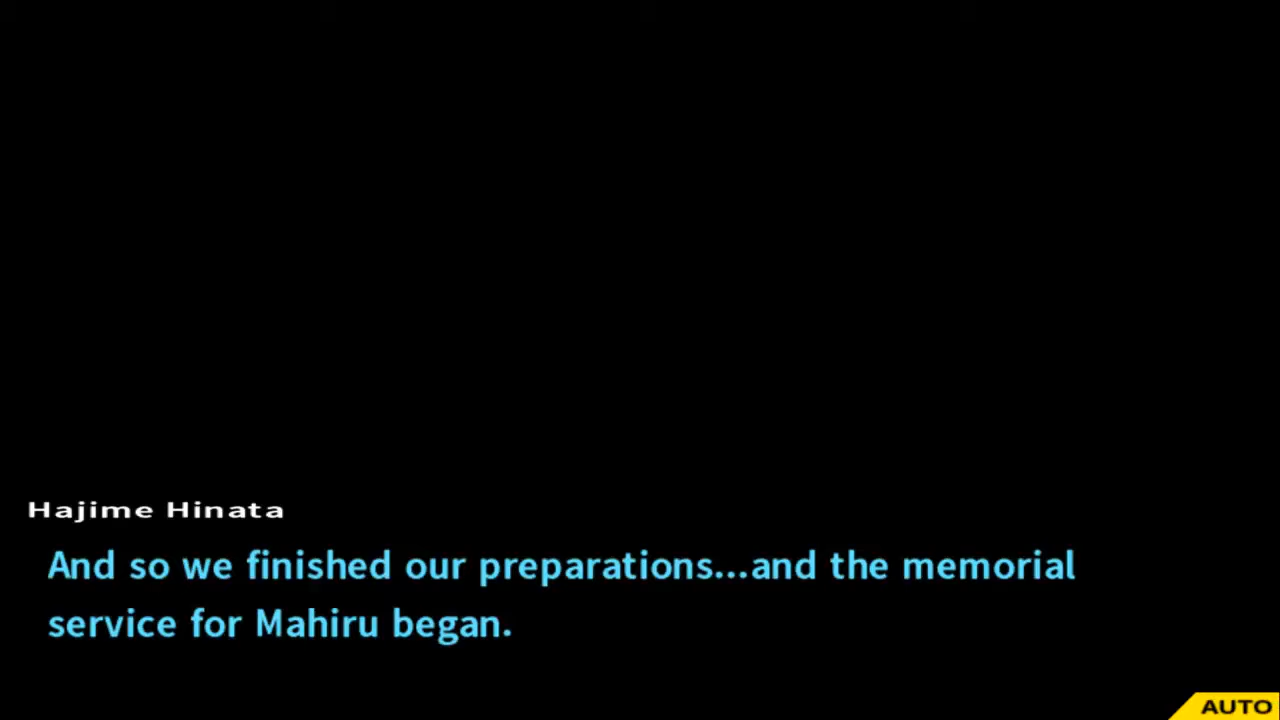 Hajime Hinata
And so we finished our preparations...and the memorial
service for Mahiru began.
AUTO